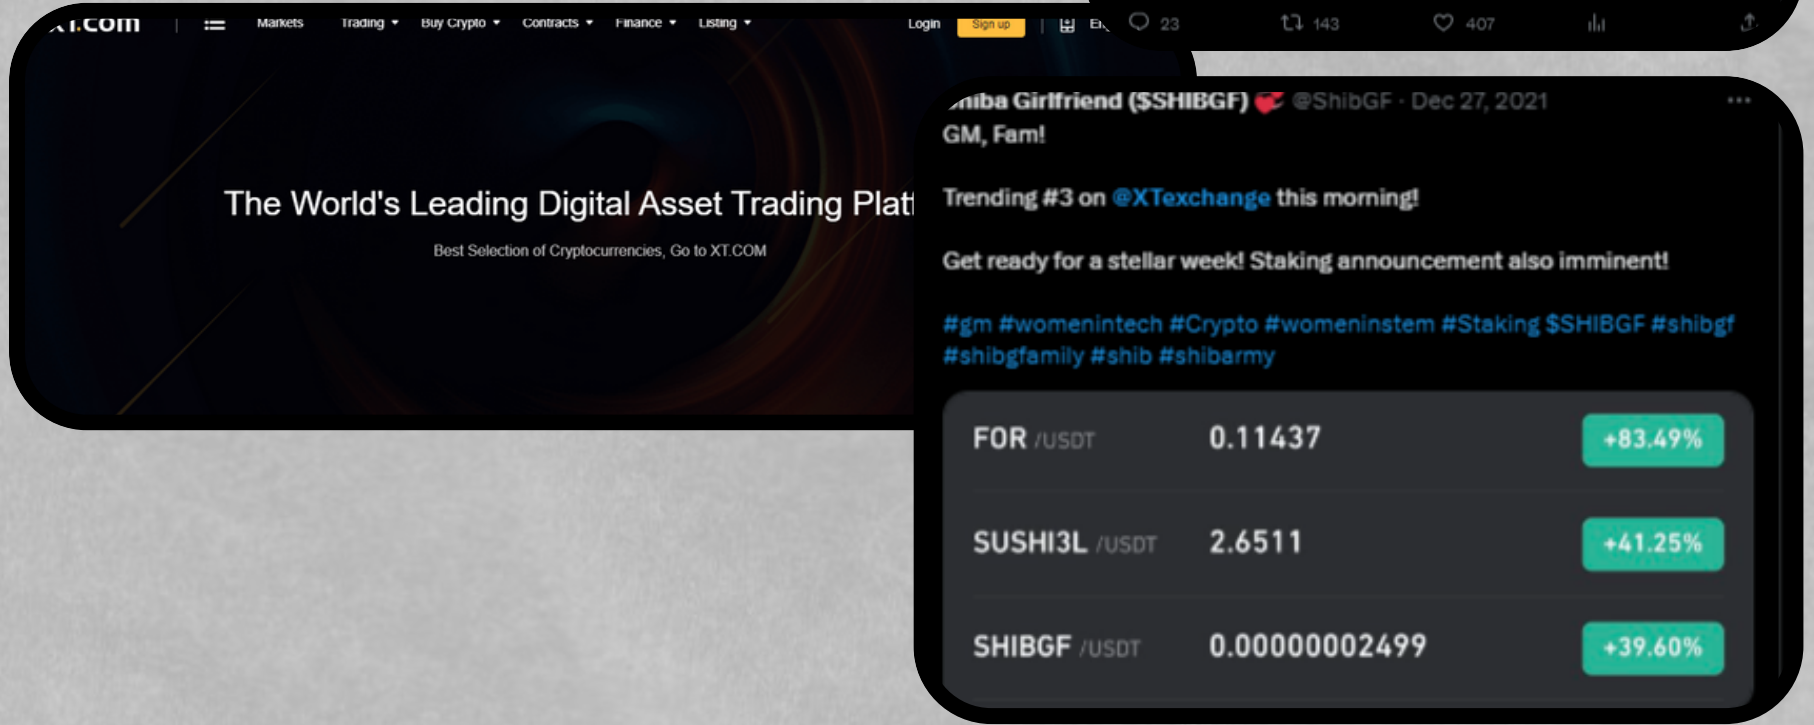 XT.COM
Markets Trading Buy Crypto Contracts Finance Listing Login Sign up
The World's Leading Digital Asset Trading
Best Selection of Cryptocurrencies, Go to XT.COM
23 143 407
Girlfriend ($SHIBGF) @ShibGF · Dec 27, 2021 ...
GM, Fam!
Trending #3 on @XTexchange this morning!
Get ready for a stellar week! Staking announcement also imminent!
#gm #womenintech #Crypto #womeninstem #Staking $SHIBGF #shibgf
#shibgfamily #shib #shibarmy
FOR /USDT 0.11437 +83.49%
SUSHI3L /USDT 2.6511 +41.25%
SHIBGF /USDT 0.00000002499 +39.60%